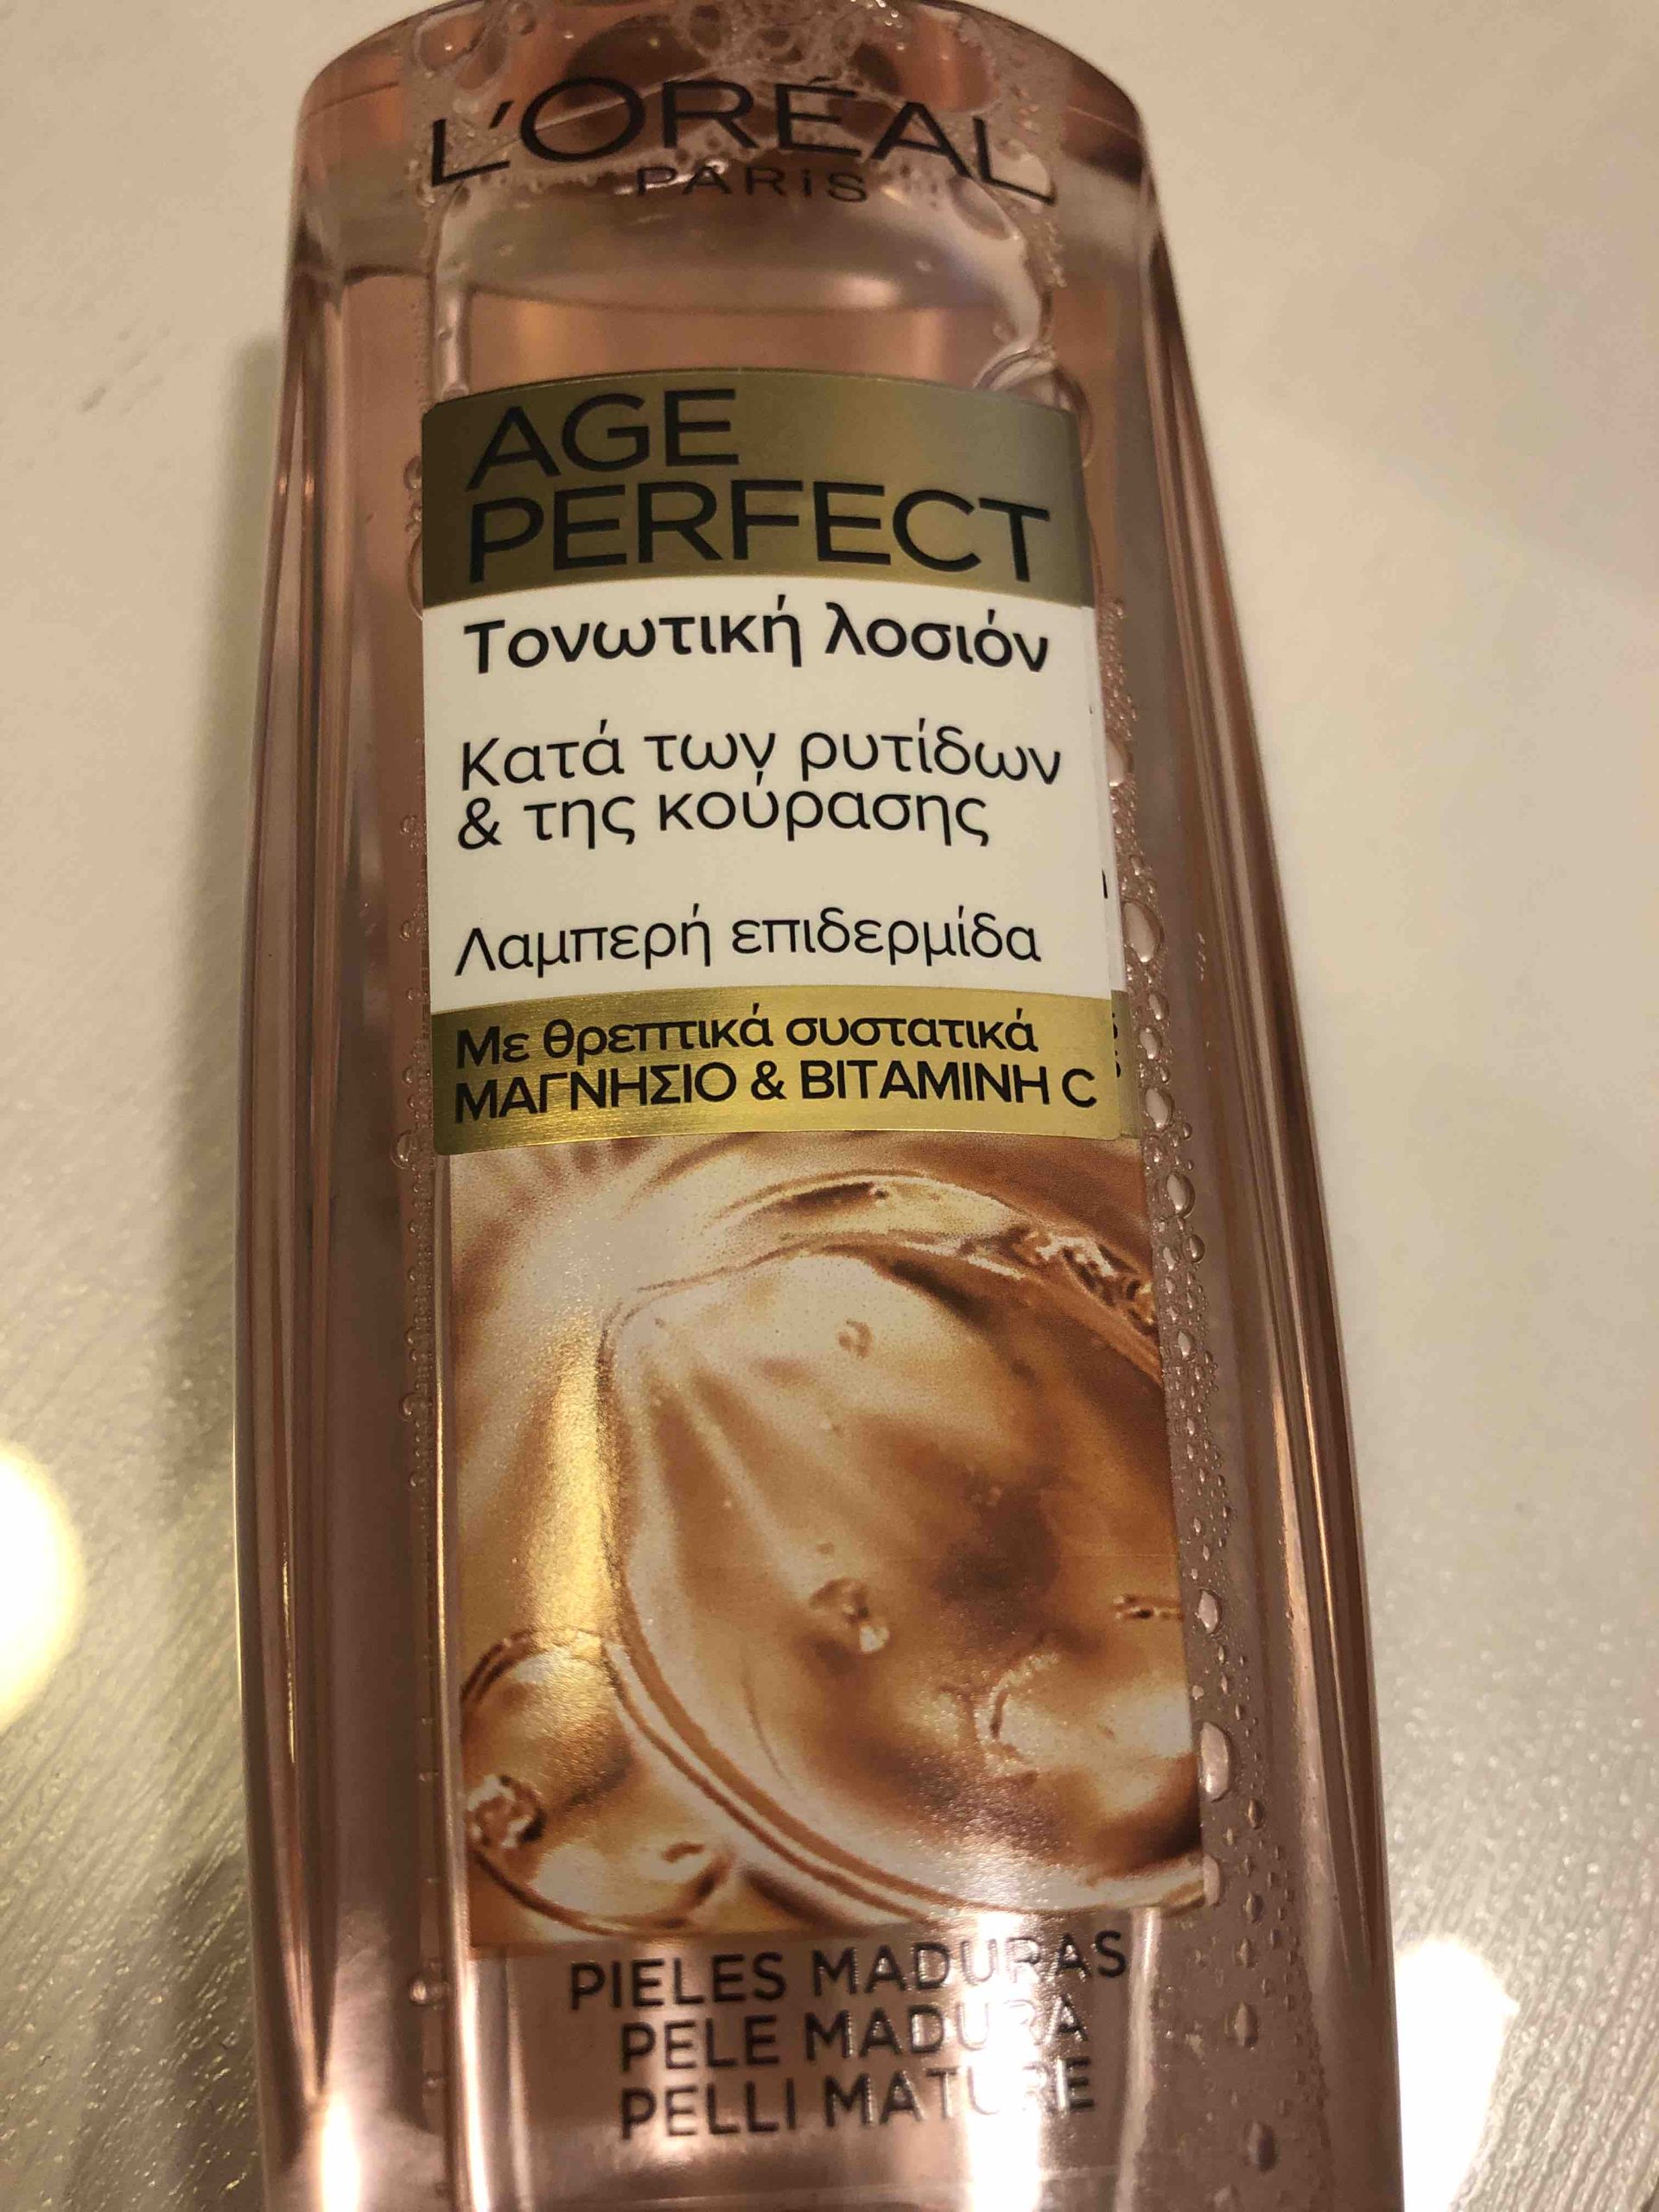 L'ORÉAL
PARiS
AGE
PERFECT
Τονωτική λοσιόν
Κατά των ρυτίδων
& της κούρασης
Λαμπερή επιδερμίδα
Με θρεπτικά συστατικά
ΜΑΓΝΗΣΙΟ & ΒΙΤΑΜΙΝΗ C
PIELES MADURAS
PELE MADURA
PELLI MATURE